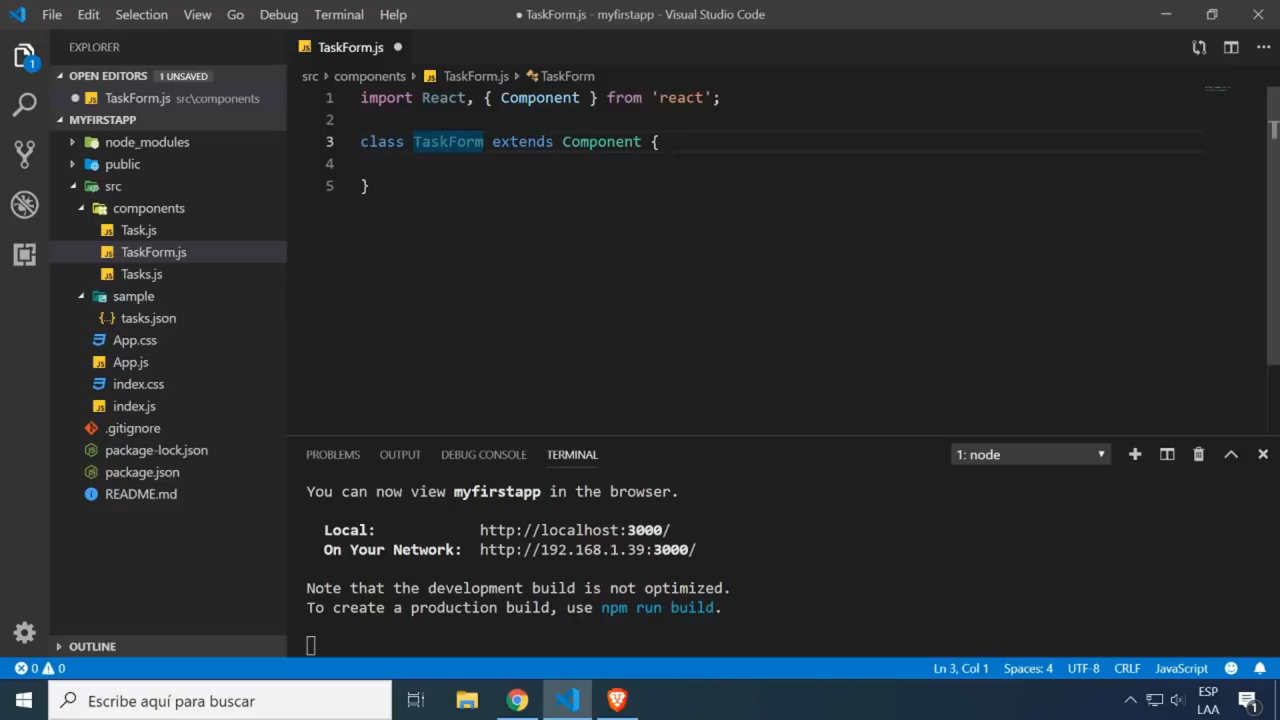 File Edit Selection View Go Debug Terminal Help
● TaskForm.js - myfirstapp - Visual Studio Code
EXPLORER
OPEN EDITORS 1 UNSAVED
TaskForm.js src\components
MYFIRSTAPP
node_modules
public
src
components
Task.js
TaskForm.js
Tasks.js
sample
tasks.json
App.css
App.js
index.css
index.js
.gitignore
package-lock.json
package.json
README.md
OUTLINE
TaskForm.js
src components TaskForm.js TaskForm
1 import React, { Component } from 'react';
2
3 class TaskForm extends Component {
4
5 }
PROBLEMS OUTPUT DEBUG CONSOLE TERMINAL
1: node
You can now view myfirstapp in the browser.
Local: http://localhost:3000/
On Your Network: http://192.168.1.39:3000/
Note that the development build is not optimized.
To create a production build, use npm run build.
0 0
Ln 3, Col 1 Spaces: 4 UTF-8 CRLF JavaScript
1
Escribe aquí para buscar
ESP
LAA
1